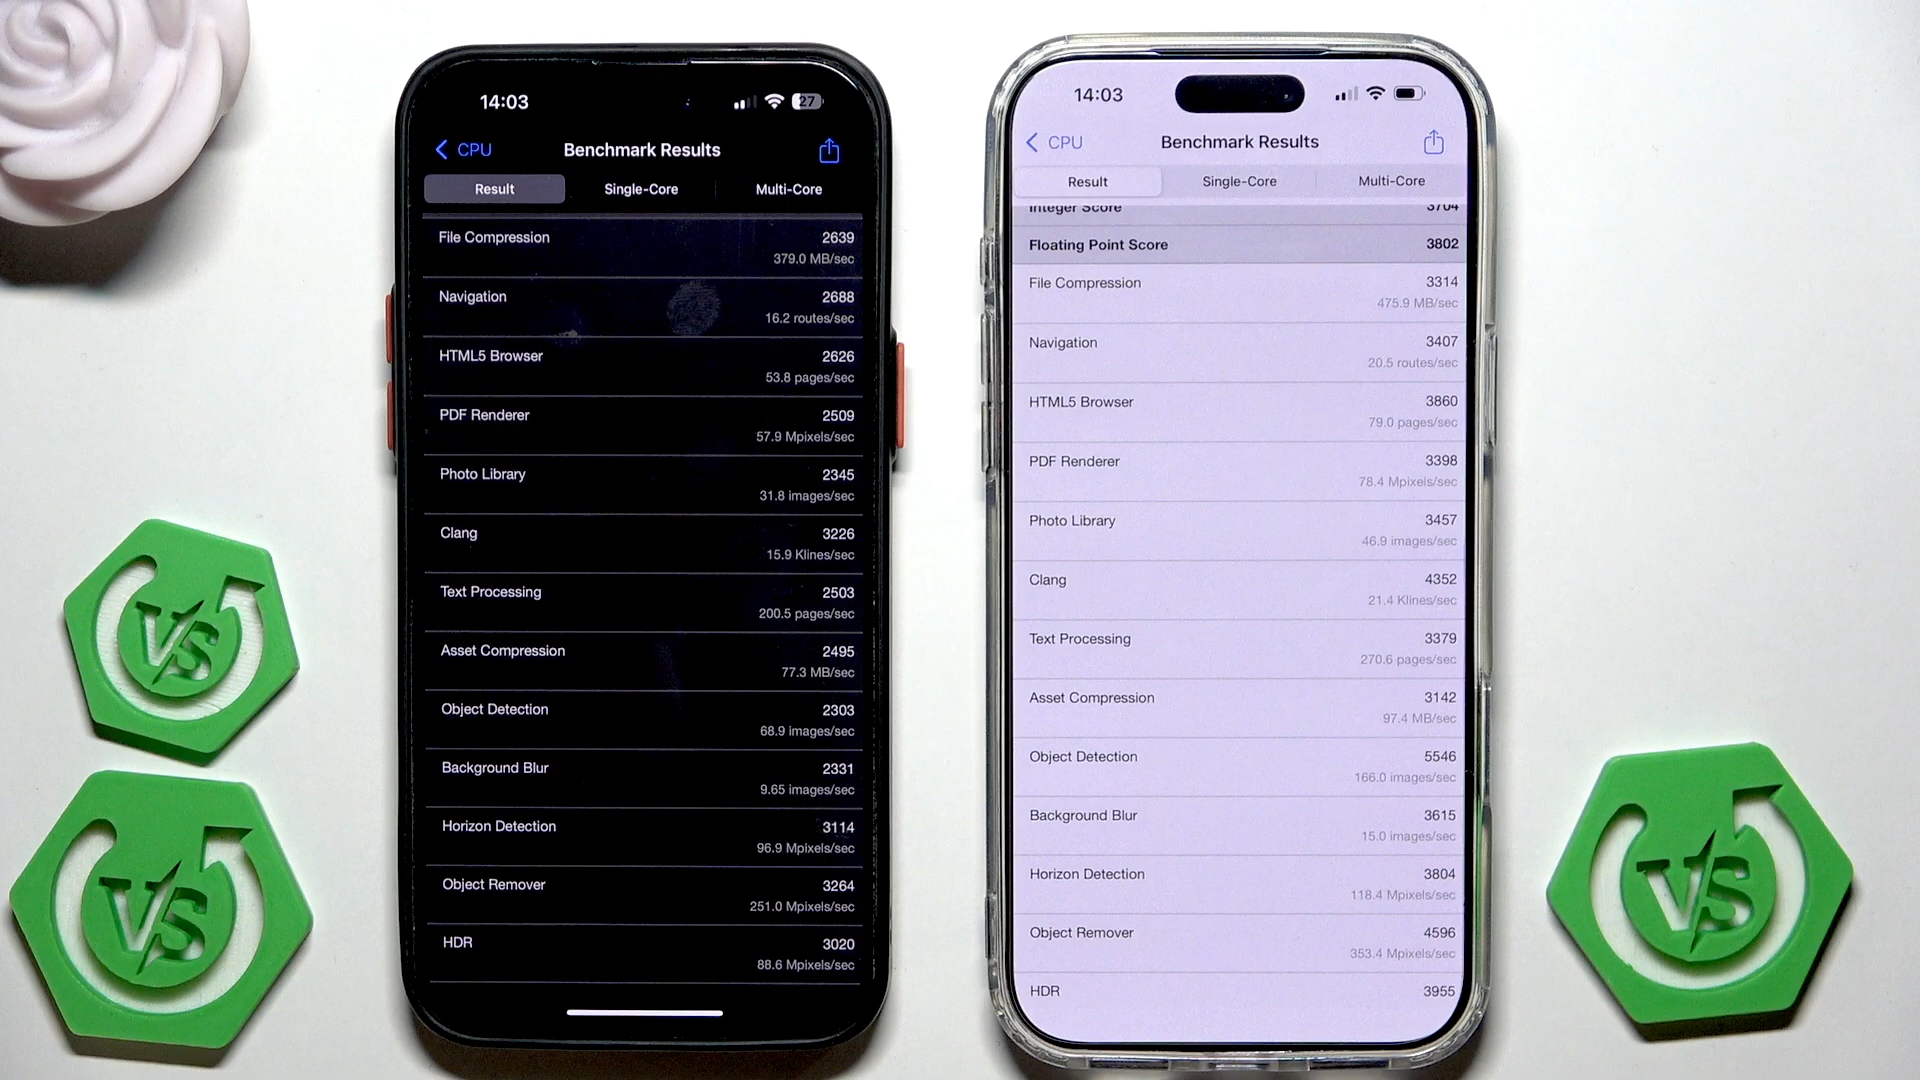 14:03
27
CPU
Benchmark Results
Result
Single-Core
Multi-Core
File Compression 2639
379.0 MB/sec
Navigation 2688
16.2 routes/sec
HTML5 Browser 2626
53.8 pages/sec
PDF Renderer 2509
57.9 Mpixels/sec
Photo Library 2345
31.8 images/sec
Clang 3226
15.9 Klines/sec
Text Processing 2503
200.5 pages/sec
Asset Compression 2495
77.3 MB/sec
Object Detection 2303
68.9 images/sec
Background Blur 2331
9.65 images/sec
Horizon Detection 3114
96.9 Mpixels/sec
Object Remover 3264
251.0 Mpixels/sec
HDR 3020
88.6 Mpixels/sec
14:03
CPU
Benchmark Results
Result
Single-Core
Multi-Core
Integer Score 3704
Floating Point Score 3802
File Compression 3314
475.9 MB/sec
Navigation 3407
20.5 routes/sec
HTML5 Browser 3860
79.0 pages/sec
PDF Renderer 3398
78.4 Mpixels/sec
Photo Library 3457
46.9 images/sec
Clang 4352
21.4 Klines/sec
Text Processing 3379
270.6 pages/sec
Asset Compression 3142
97.4 MB/sec
Object Detection 5546
166.0 images/sec
Background Blur 3615
15.0 images/sec
Horizon Detection 3804
118.4 Mpixels/sec
Object Remover 4596
353.4 Mpixels/sec
HDR 3955
VS
VS
VS